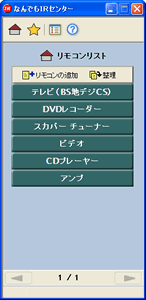 なんでもIRセンター
リモコンリスト
リモコンの追加 整理
テレビ(BS地デジCS)
DVDレコーダー
スカパー チューナー
ビデオ
CDプレーヤー
アンプ
1 / 1